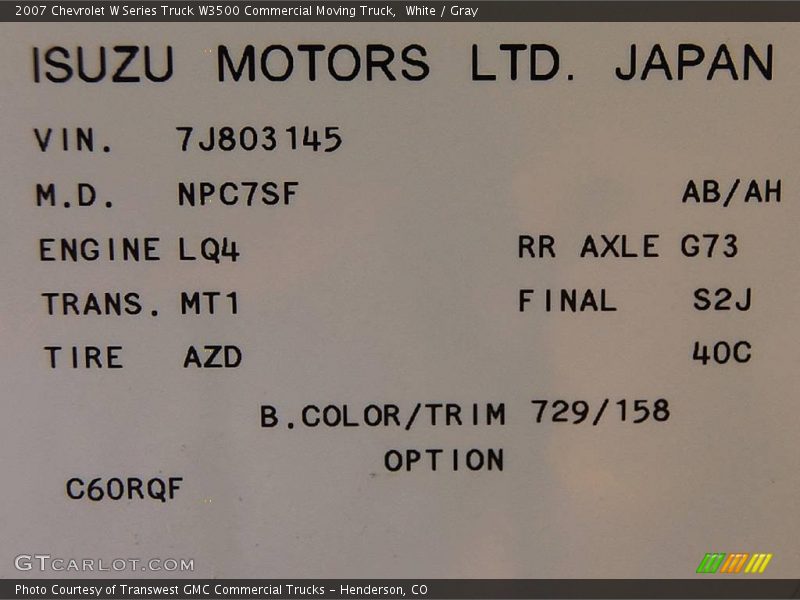 2007 Chevrolet W Series Truck W3500 Commercial Moving Truck, White / Gray
ISUZU MOTORS LTD. JAPAN
VIN. 7J803145
M.D. NPC7SF AB/AH
ENGINE LQ4 RR AXLE G73
TRANS. MT1 FINAL S2J
TIRE AZD 40C
B.COLOR/TRIM 729/158
OPTION
C60RQF
GTCARLOT.COM
Photo Courtesy of Transwest GMC Commercial Trucks - Henderson, CO